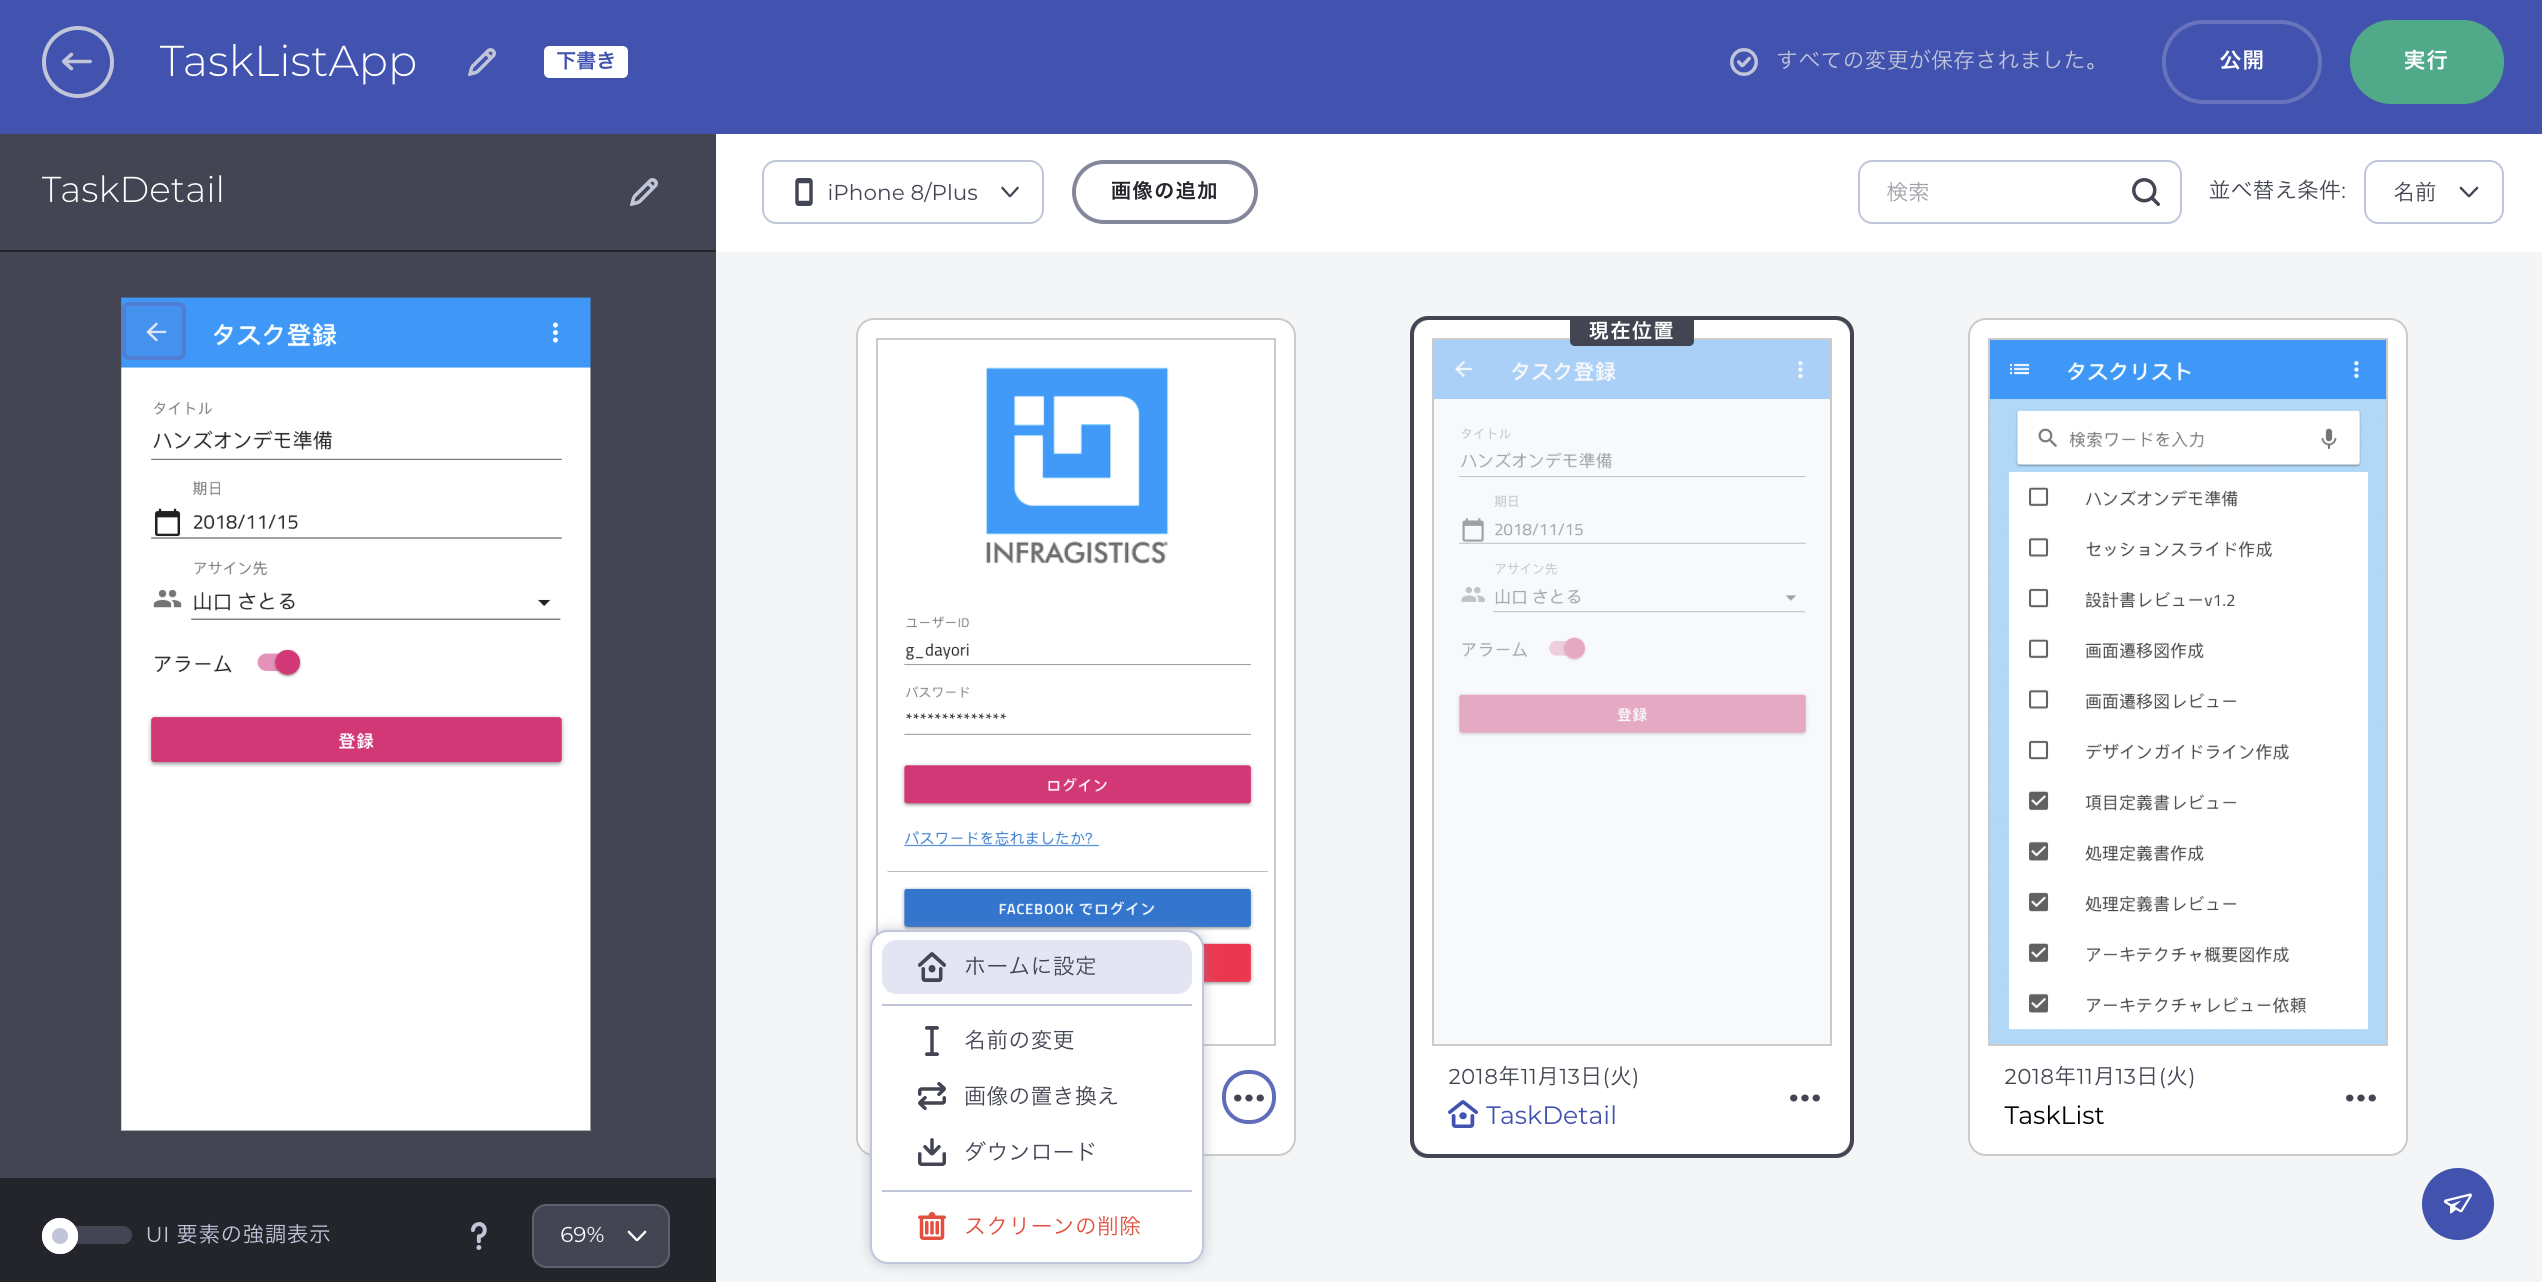 TaskListApp
下書き
すべての変更が保存されました。
公開
実行
TaskDetail
タスク登録
タイトル
ハンズオンデモ準備
期日
2018/11/15
アサイン先
山口 さとる
アラーム
登録
UI 要素の強調表示
?
69%
iPhone 8/Plus
画像の追加
検索
並べ替え条件:
名前
INFRAGISTICS
ユーザーID
g_dayori
パスワード
**************
ログイン
パスワードを忘れましたか?
FACEBOOK でログイン
ホームに設定
名前の変更
画像の置き換え
ダウンロード
スクリーンの削除
現在位置
タスク登録
タイトル
ハンズオンデモ準備
期日
2018/11/15
アサイン先
山口 さとる
アラーム
登録
2018年11月13日(火)
TaskDetail
タスクリスト
検索ワードを入力
ハンズオンデモ準備
セッションスライド作成
設計書レビューv1.2
画面遷移図作成
画面遷移図レビュー
デザインガイドライン作成
項目定義書レビュー
処理定義書作成
処理定義書レビュー
アーキテクチャ概要図作成
アーキテクチャレビュー依頼
2018年11月13日(火)
TaskList